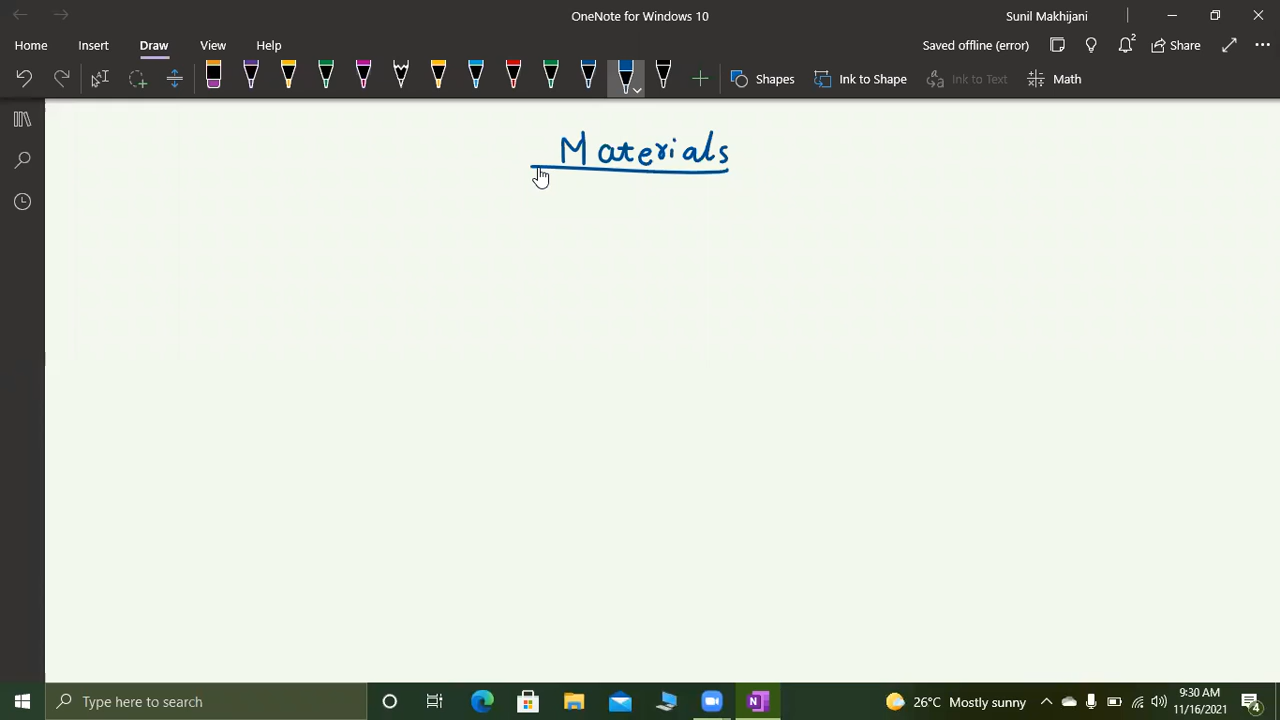 OneNote for Windows 10
Sunil Makhijani
Home Insert Draw View Help
Saved offline (error)
Share
Shapes
Ink to Shape
Ink to Text
Math
Materials
Type here to search
26°C Mostly sunny
9:30 AM
11/16/2021
4